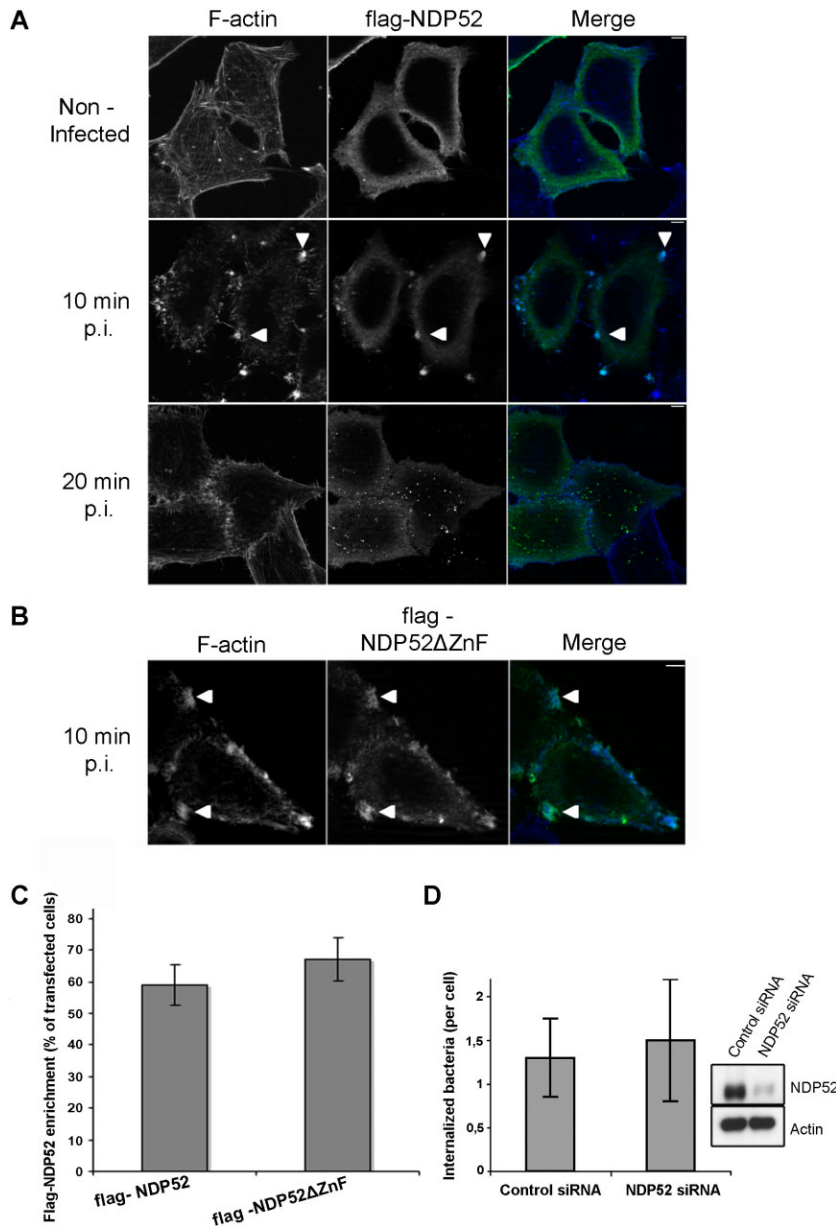 A
F-actin
flag-NDP52
Merge
Non -
Infected
10 min
p.i.
20 min
p.i.
B
F-actin
flag -
NDP52ΔZnF
Merge
10 min
p.i.
C
Flag-NDP52 enrichment (% of transfected cells)
80
70
60
50
40
30
20
10
0
flag- NDP52
flag -NDP52ΔZnF
D
Internalized bacteria (per cell)
2
1,5
1
0,5
0
Control siRNA
NDP52 siRNA
Control siRNA
NDP52 siRNA
NDP52
Actin